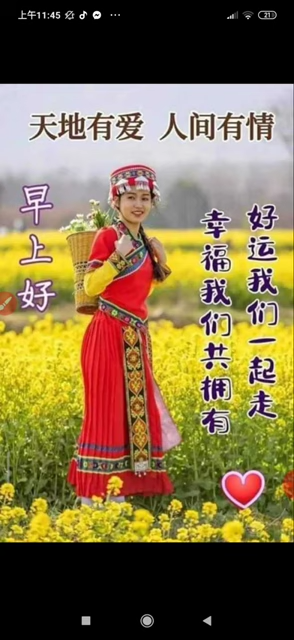 上午11:45
21
天地有爱 人间有情
早上好
好运我们一起走
幸福我们共拥有